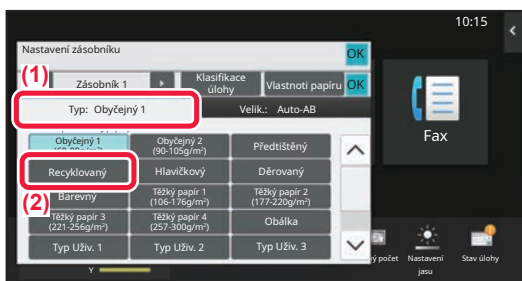 10:15
Nastavení zásobníku
OK
(1)
Zásobník 1
Klasifikace
úlohy
Vlastnoti papíru
OK
Typ: Obyčejný 1
Velik.: Auto-AB
Fax
Obyčejný 1
Obyčejný 2
(90-105g/m²)
Předtištěný
Recyklovaný
Hlavičkový
Děrovaný
(2)
Barevný
Těžký papír 1
(106-176g/m²)
Těžký papír 2
(177-220g/m²)
Těžký papír 3
(221-256g/m²)
Těžký papír 4
(257-300g/m²)
Obálka
Typ Uživ. 1
Typ Uživ. 2
Typ Uživ. 3
počet
Nastavení
jasu
Stav úlohy
Y